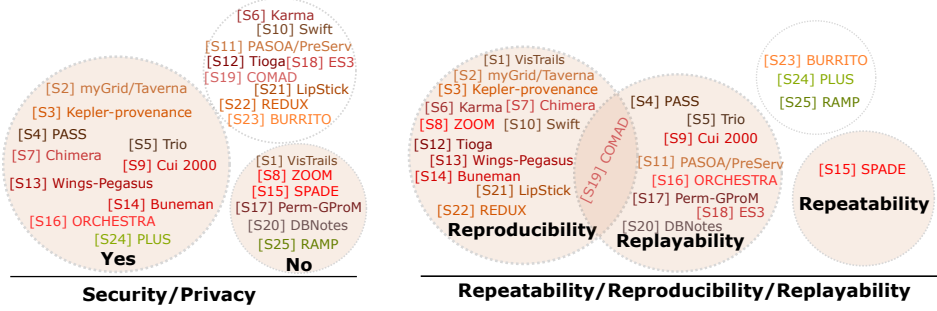 [S6] Karma
[S10] Swift
[S11] PASOA/PreServ
[S12] Tioga [S18] ES3
[S19] COMAD
[S21] LipStick
[S22] REDUX
[S23] BURRITO
[S2] myGrid/Taverna
[S3] Kepler-provenance
[S4] PASS
[S5] Trio
[S7] Chimera
[S9] Cui 2000
[S13] Wings-Pegasus
[S14] Buneman
[S16] ORCHESTRA
[S24] PLUS
Yes
[S1] VisTrails
[S8] ZOOM
[S15] SPADE
[S17] Perm-GProM
[S20] DBNotes
[S25] RAMP
No
Security/Privacy
[S1] VisTrails
[S2] myGrid/Taverna
[S3] Kepler-provenance
[S6] Karma [S7] Chimera
[S8] ZOOM [S10] Swift
[S12] Tioga
[S13] Wings-Pegasus
[S14] Buneman
[S21] LipStick
[S22] REDUX
Reproducibility
[S19] COMAD
[S4] PASS
[S5] Trio
[S9] Cui 2000
[S11] PASOA/PreServ
[S16] ORCHESTRA
[S17] Perm-GProM
[S18] ES3
[S20] DBNotes
Replayability
[S23] BURRITO
[S24] PLUS
[S25] RAMP
[S15] SPADE
Repeatability
Repeatability/Reproducibility/Replayability